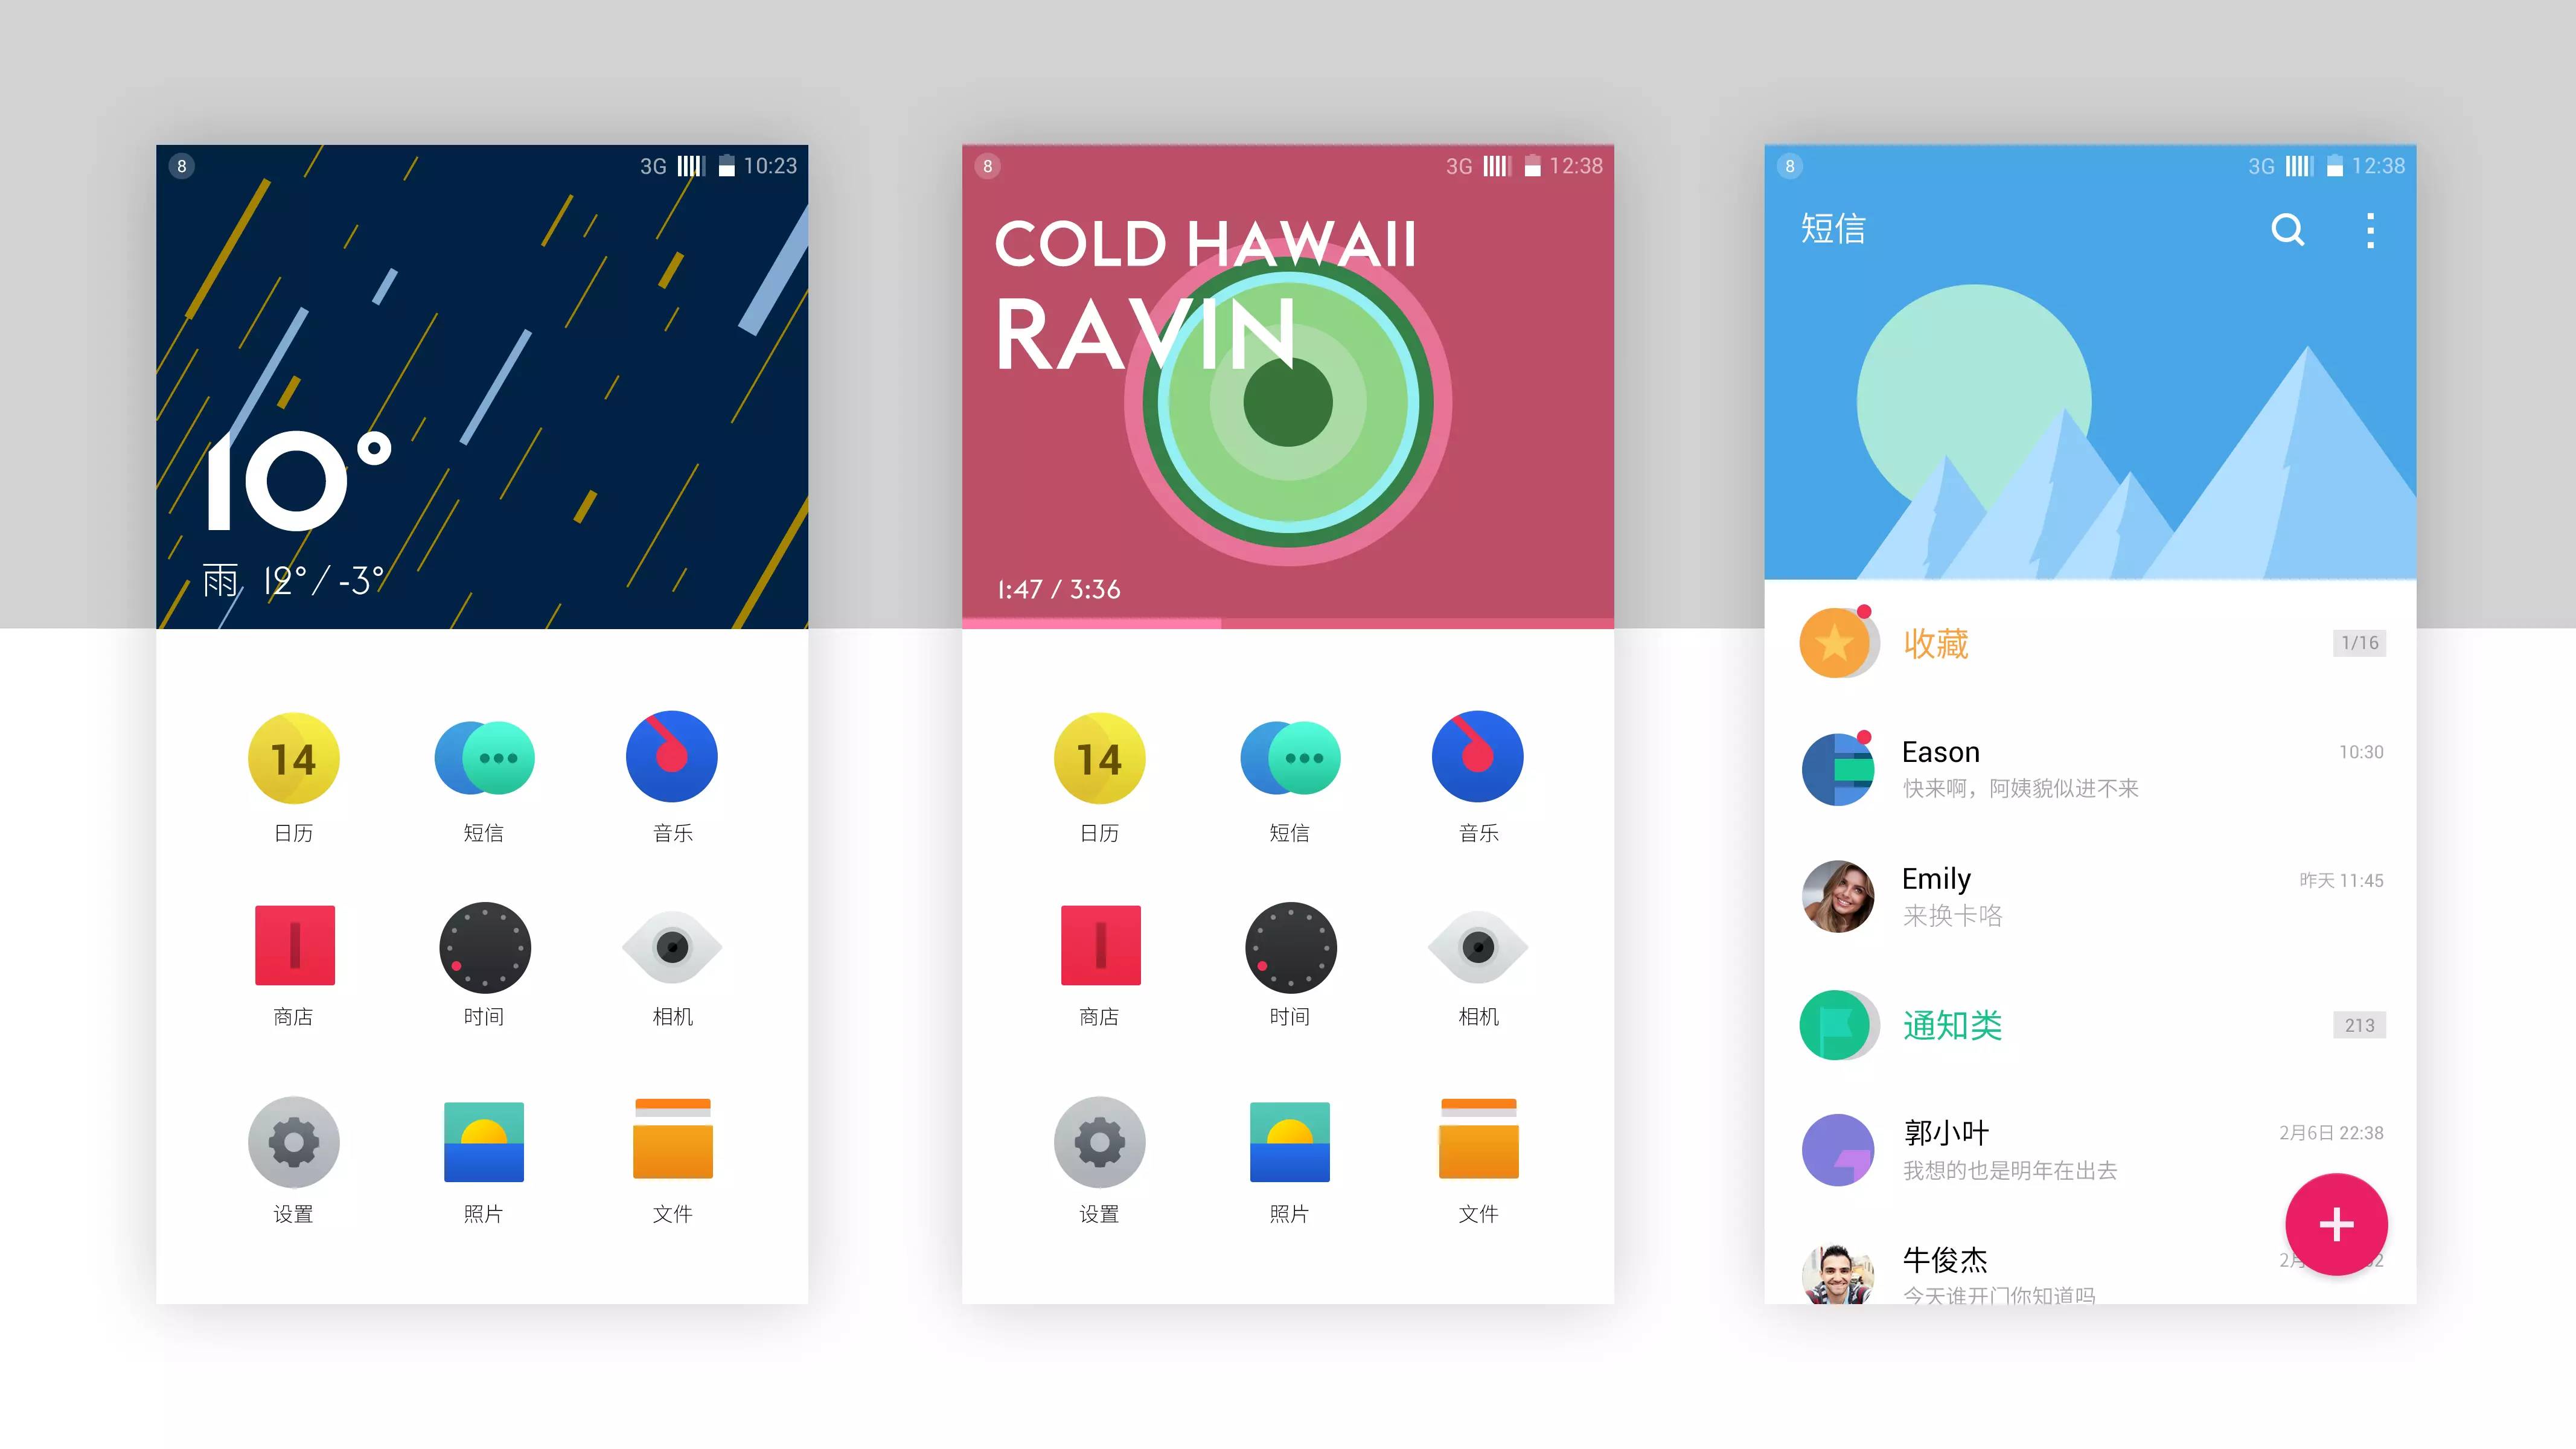 8
3G 10:23
10°
雨 12° / -3°
14
日历 短信 音乐
商店 时间 相机
设置 照片 文件
8
3G 12:38
COLD HAWAII
RAVIN
1:47 / 3:36
14
日历 短信 音乐
商店 时间 相机
设置 照片 文件
8
3G 12:38
短信
收藏 1/16
Eason 10:30
快来啊，阿姨貌似进不来
Emily 昨天 11:45
来换卡咯
通知类 213
郭小叶 2月6日 22:38
我想的也是明年在出去
牛俊杰 2月
今天谁开门你知道吗